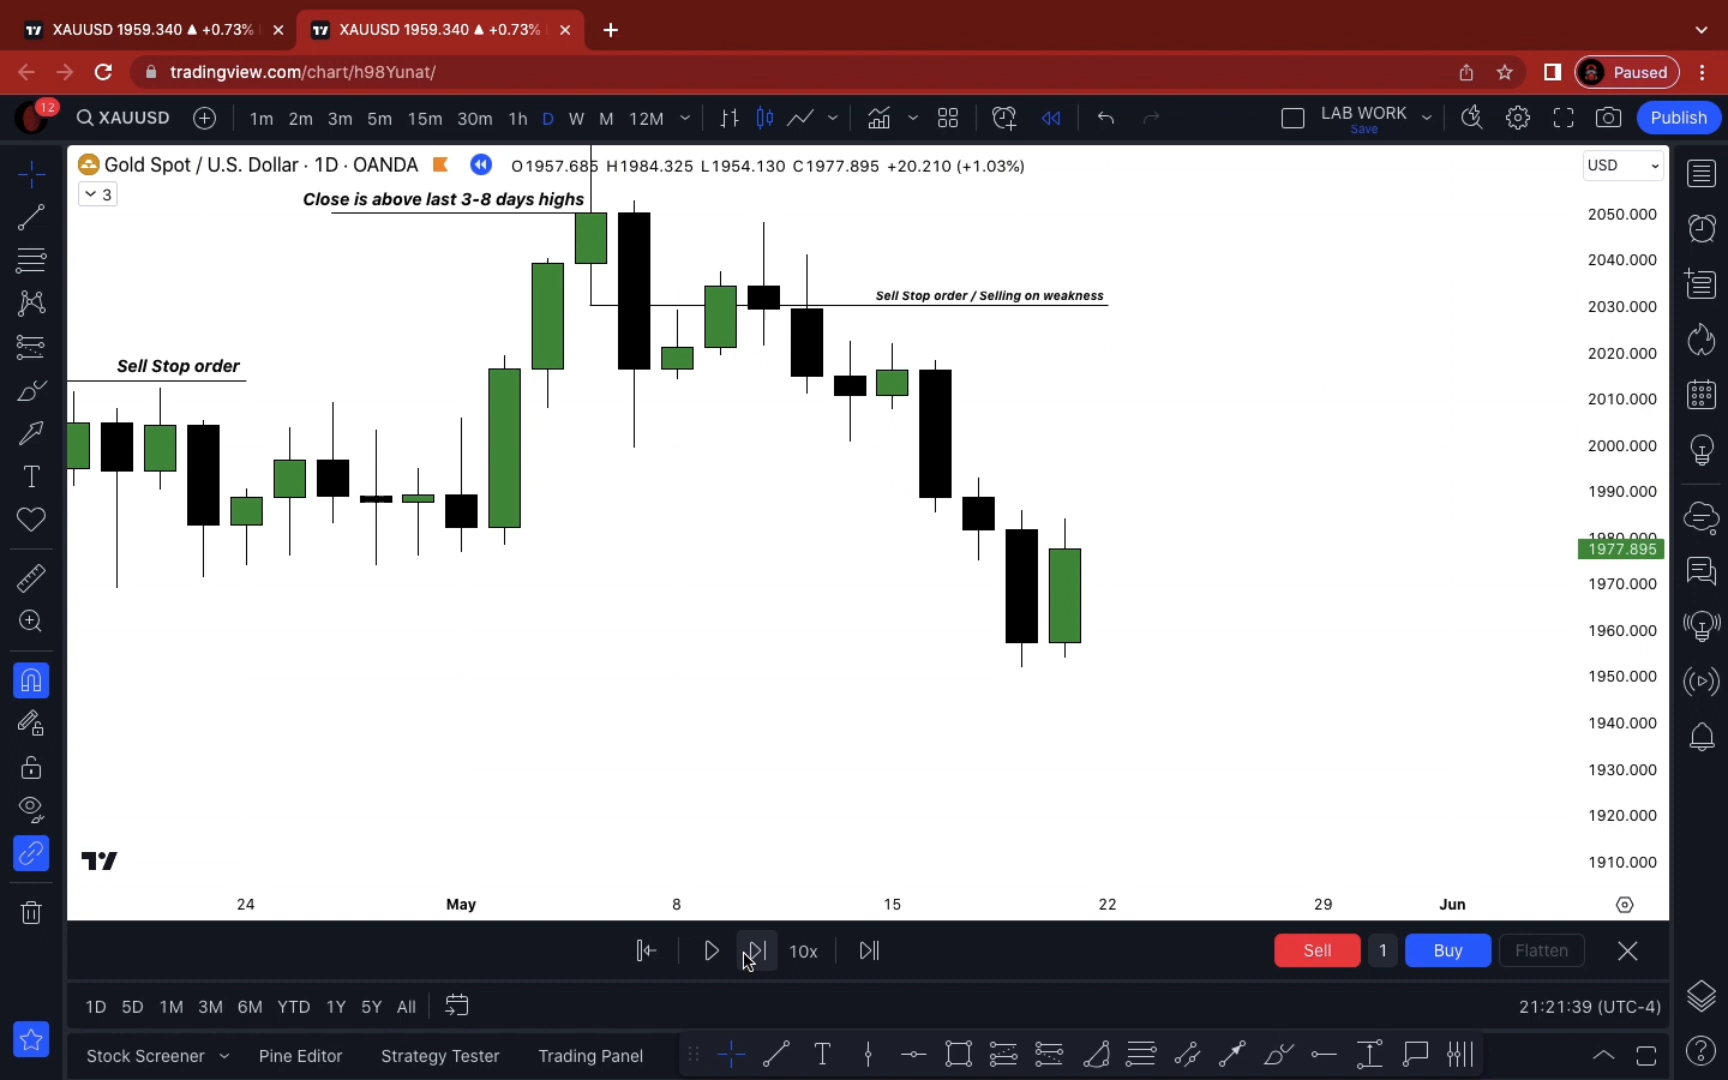 XAUUSD 1959.340 ▲ +0.73%
XAUUSD 1959.340 ▲ +0.73%
tradingview.com/chart/h98Yunat/
Paused
12
XAUUSD
1m 2m 3m 5m 15m 30m 1h D W M 12M
LAB WORK
Save
Publish
Gold Spot / U.S. Dollar · 1D · OANDA
O1957.685 H1984.325 L1954.130 C1977.895 +20.210 (+1.03%)
USD
3
Close is above last 3-8 days highs
Sell Stop order / Selling on weakness
Sell Stop order
2050.000
2040.000
2030.000
2020.000
2010.000
2000.000
1990.000
1980.000
1977.895
1970.000
1960.000
1950.000
1940.000
1930.000
1920.000
1910.000
24 May 8 15 22 29 Jun
10x
Sell 1 Buy Flatten
1D 5D 1M 3M 6M YTD 1Y 5Y All
21:21:39 (UTC-4)
Stock Screener Pine Editor Strategy Tester Trading Panel